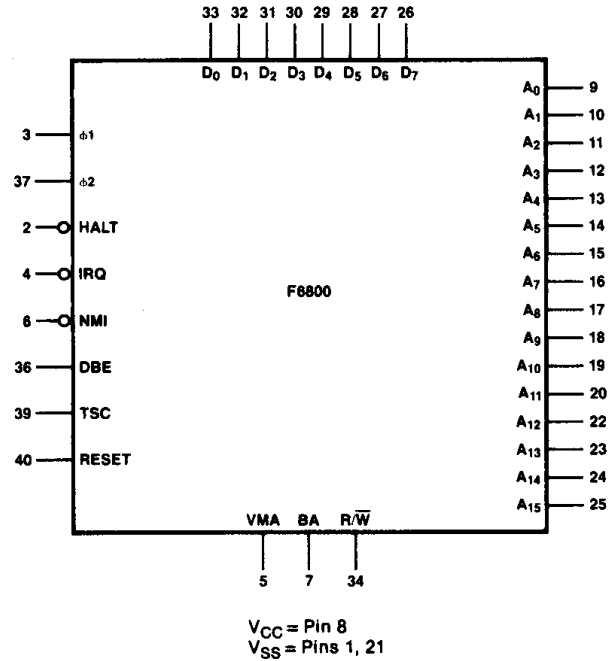 33 32 31 30 29 28 27 26
D0 D1 D2 D3 D4 D5 D6 D7
A0 9
A1 10
3 ϕ1
A2 11
A3 12
37 ϕ2
A4 13
2 HALT
A5 14
A6 15
4 IRQ
F6800
A7 16
6 NMI
A8 17
A9 18
36 DBE
A10 19
A11 20
39 TSC
A12 22
A13 23
40 RESET
A14 24
A15 25
VMA BA R/W̅
5 7 34
VCC = Pin 8
VSS = Pins 1, 21